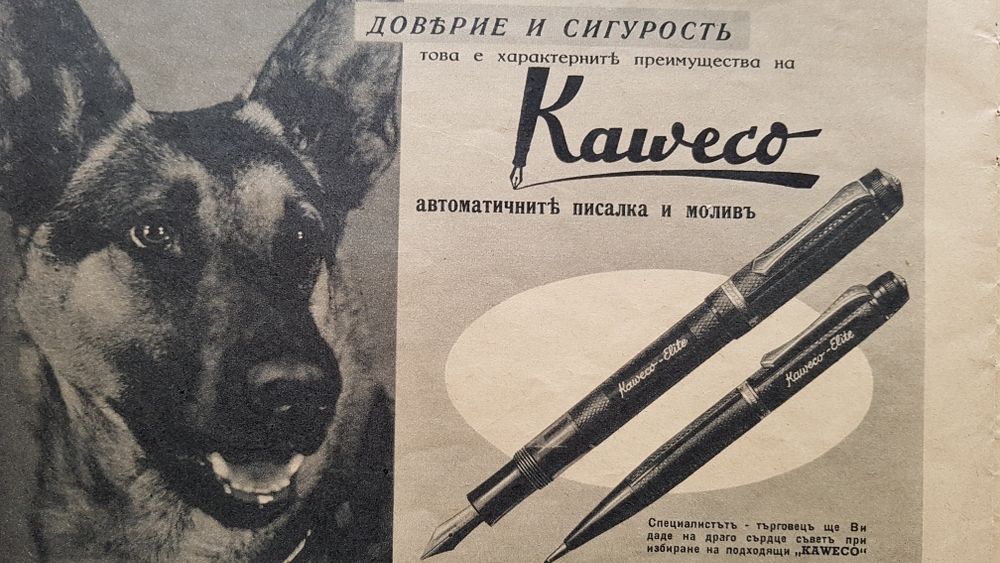 ДОВѢРИЕ И СИГУРОСТЬ
това е характернитѣ преимущества на
Kaweco
автоматичнитѣ писалка и моливъ
Kaweco-Elite
Kaweco-Elite
Специалистътъ - търговецъ ще Ви
даде на драго сърдце съветъ при
избиране на подходящи „KAWECO“